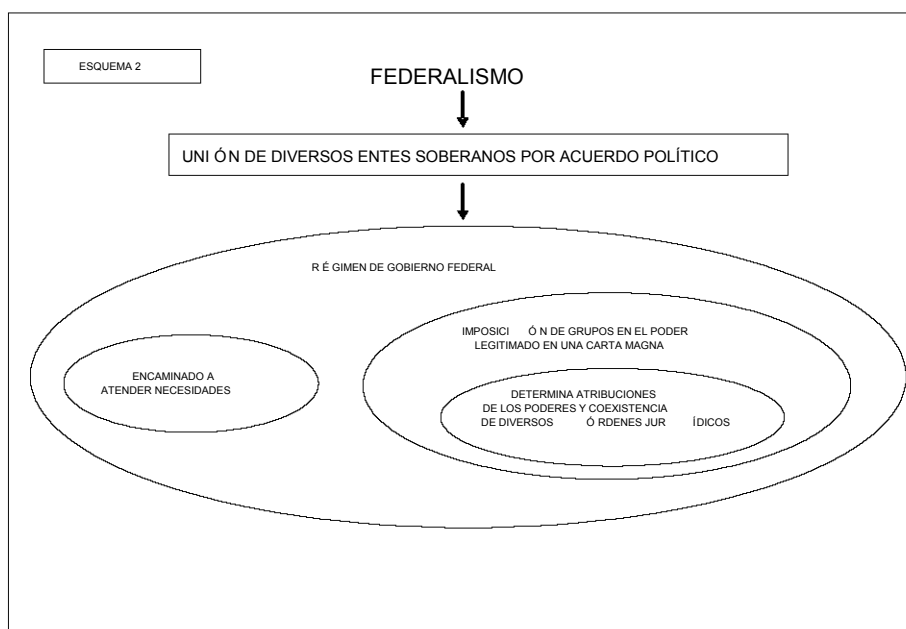 ESQUEMA 2
FEDERALISMO
UNI ÓN DE DIVERSOS ENTES SOBERANOS POR ACUERDO POLÍTICO
R É GIMEN DE GOBIERNO FEDERAL
IMPOSICI Ó N DE GRUPOS EN EL PODER
LEGITIMADO EN UNA CARTA MAGNA
ENCAMINADO A
ATENDER NECESIDADES
DETERMINA ATRIBUCIONES
DE LOS PODERES Y COEXISTENCIA
DE DIVERSOS Ó RDENES JUR ÍDICOS